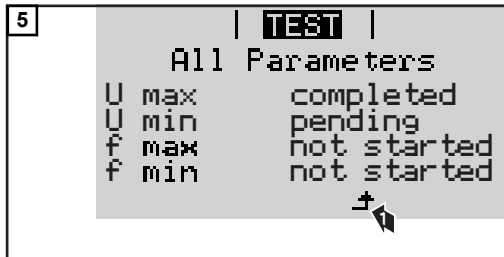 5
| TEST |
All Parameters
U max completed
U min pending
f max not started
f min not started
1